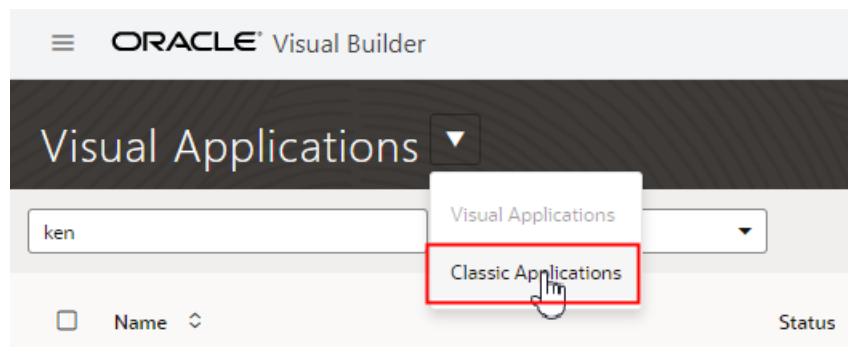 ORACLE® Visual Builder
Visual Applications
Visual Applications
ken
Classic Applications
Name
Status